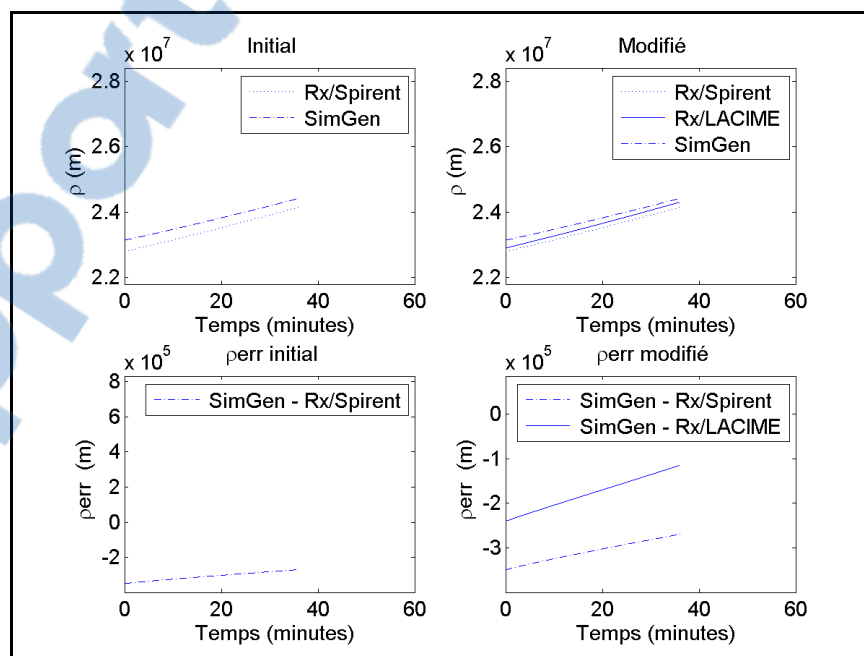 port
x 10^7
Initial
2.8
2.6
2.4
2.2
ρ (m)
Rx/Spirent
SimGen
0 20 40 60
Temps (minutes)
x 10^7
Modifié
2.8
2.6
2.4
2.2
ρ (m)
Rx/Spirent
Rx/LACIME
SimGen
0 20 40 60
Temps (minutes)
x 10^5
ρerr initial
8
6
4
2
0
-2
ρerr (m)
SimGen - Rx/Spirent
0 20 40 60
Temps (minutes)
x 10^5
ρerr modifié
0
-1
-2
-3
ρerr (m)
SimGen - Rx/Spirent
SimGen - Rx/LACIME
0 20 40 60
Temps (minutes)